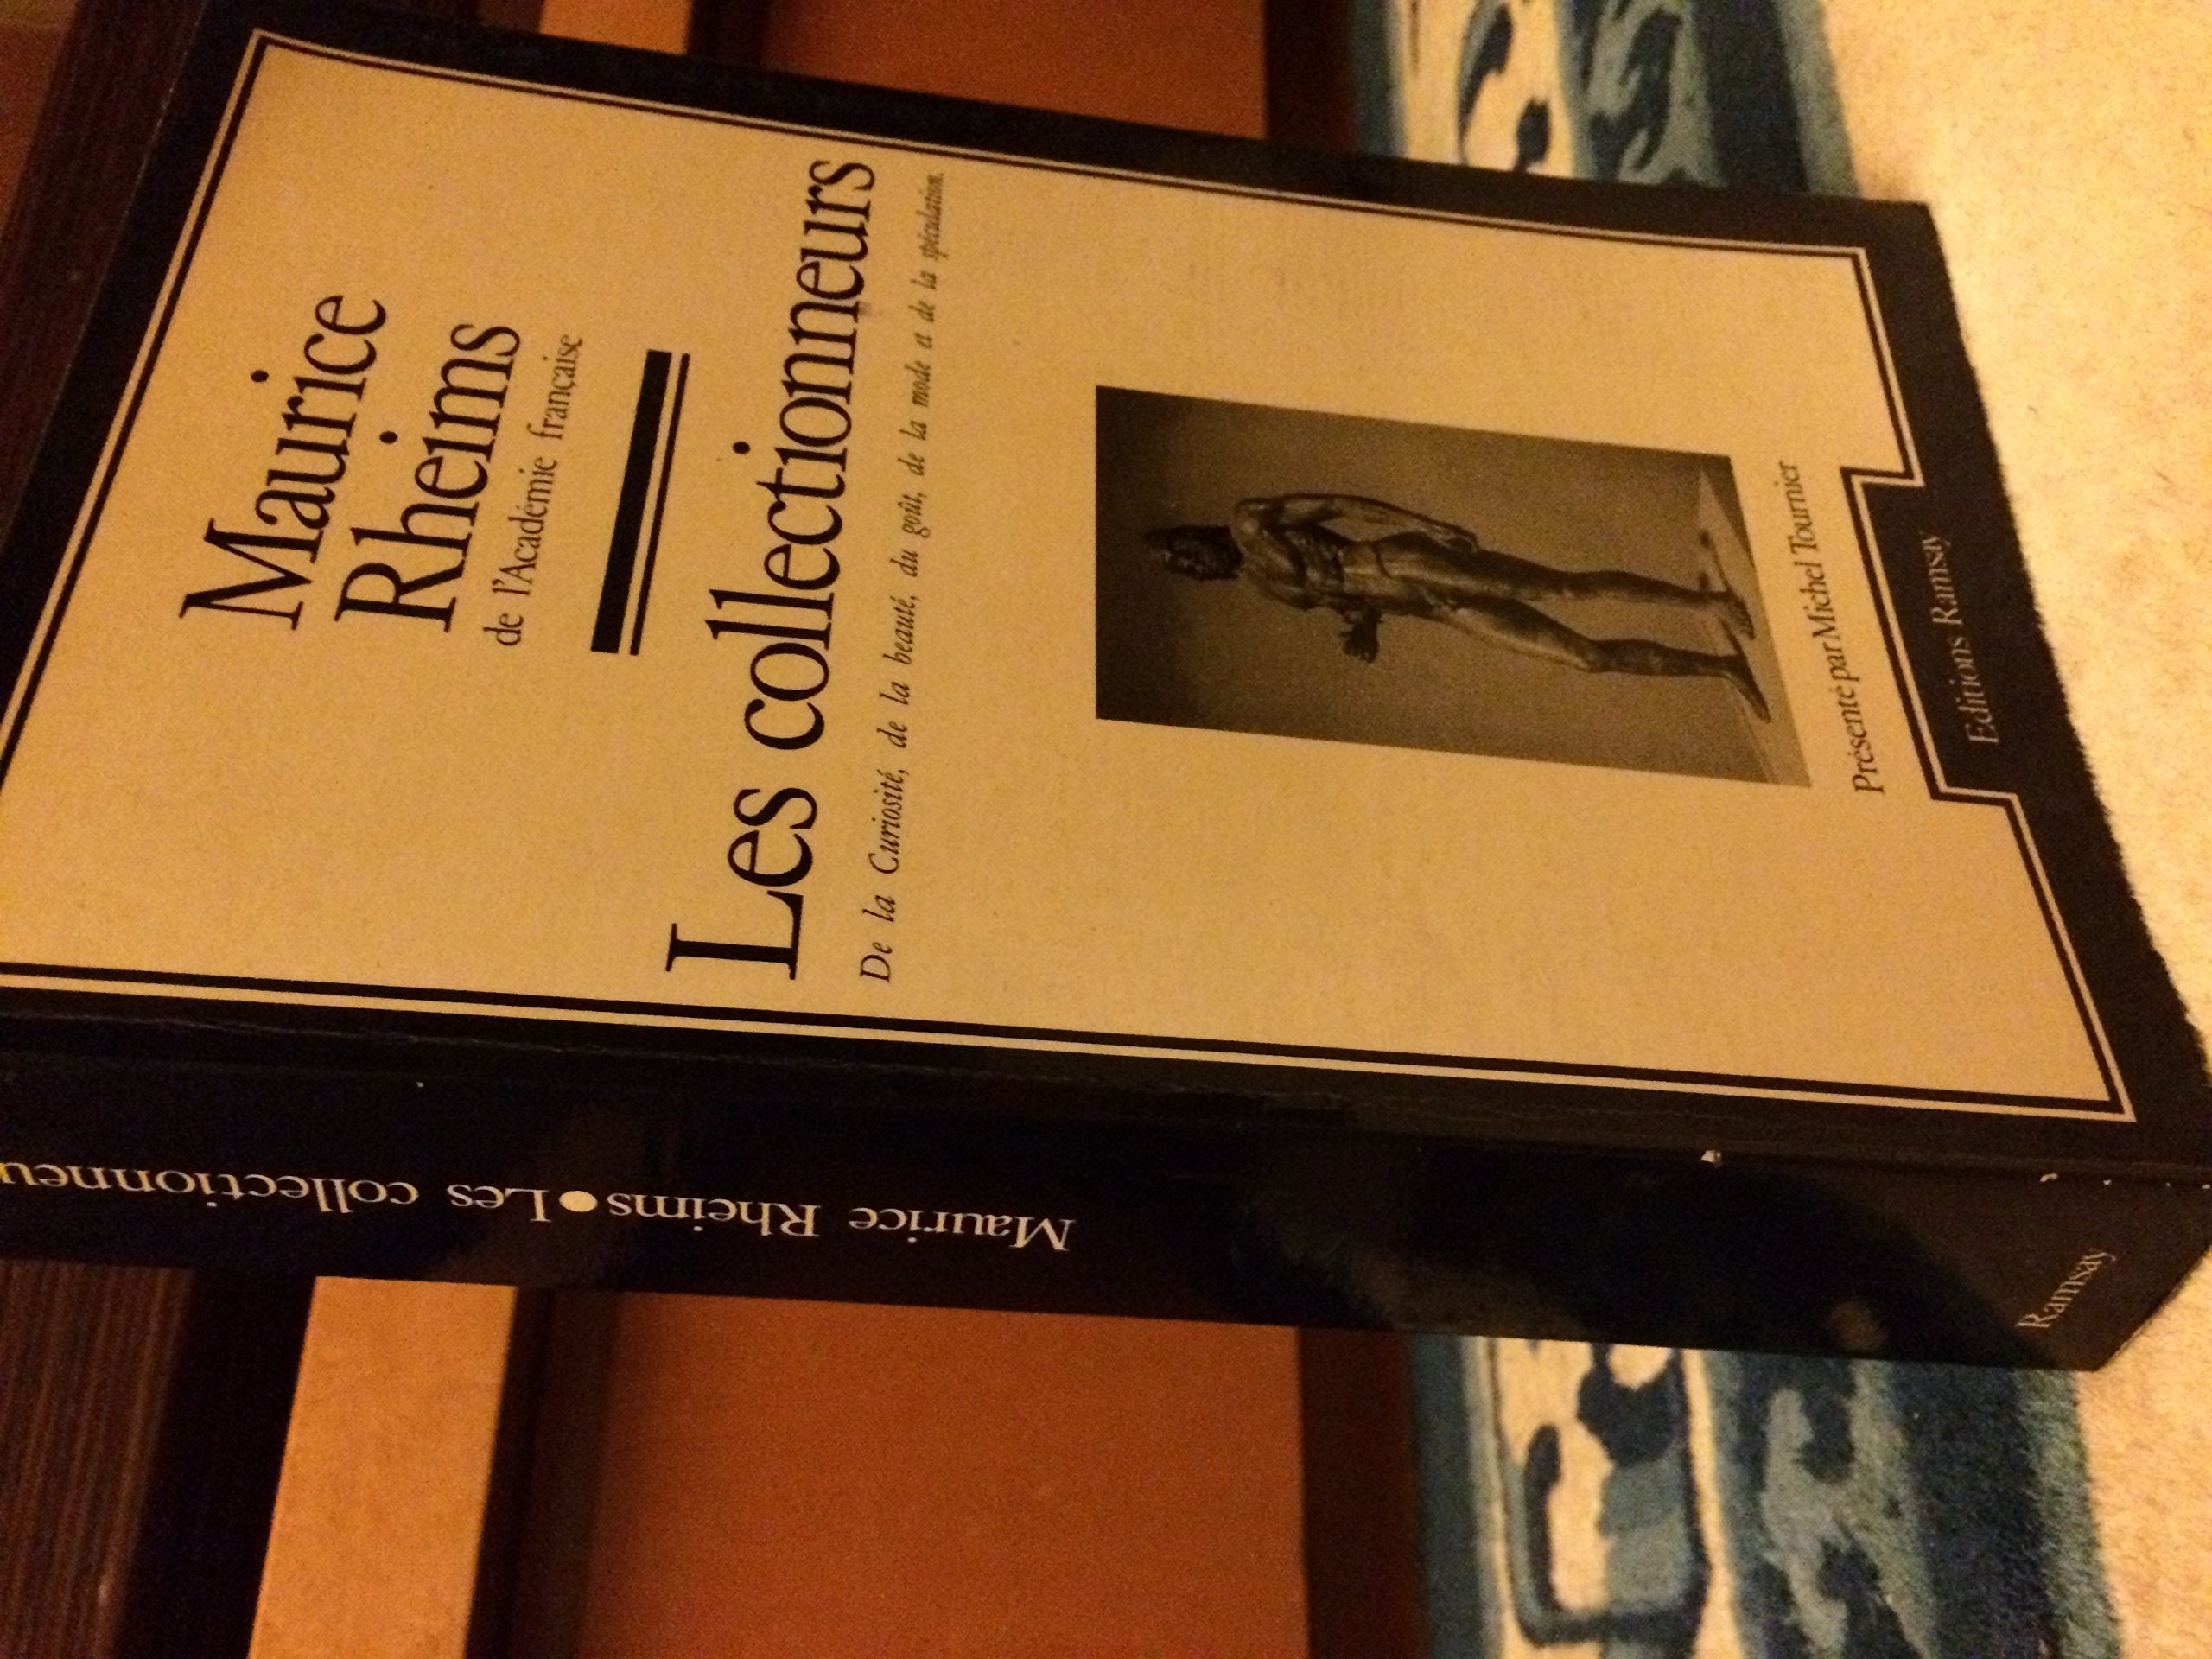 Maurice
Rheims
de l'Académie française
Les collectionneurs
De la Curiosité, de la beauté, du goût, de la mode et de la spéculation.
Présenté par Michel Tournier
Editions Ramsay
Maurice Rheims • Les collectionneu
Ramsay